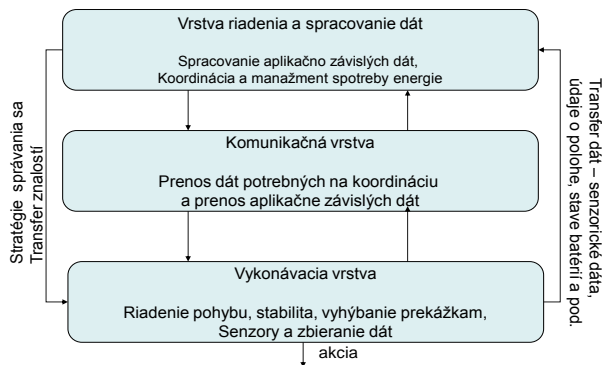 Vrstva riadenia a spracovanie dát
Spracovanie aplikačno závislých dát,
Koordinácia a manažment spotreby energie
Stratégie správania sa
Transfer znalostí
Transfer dát – senzorické dáta,
údaje o polohe, stave batérií a pod.
Komunikačná vrstva
Prenos dát potrebných na koordináciu
a prenos aplikačne závislých dát
Vykonávacia vrstva
Riadenie pohybu, stabilita, vyhýbanie prekážkam,
Senzory a zbieranie dát
akcia